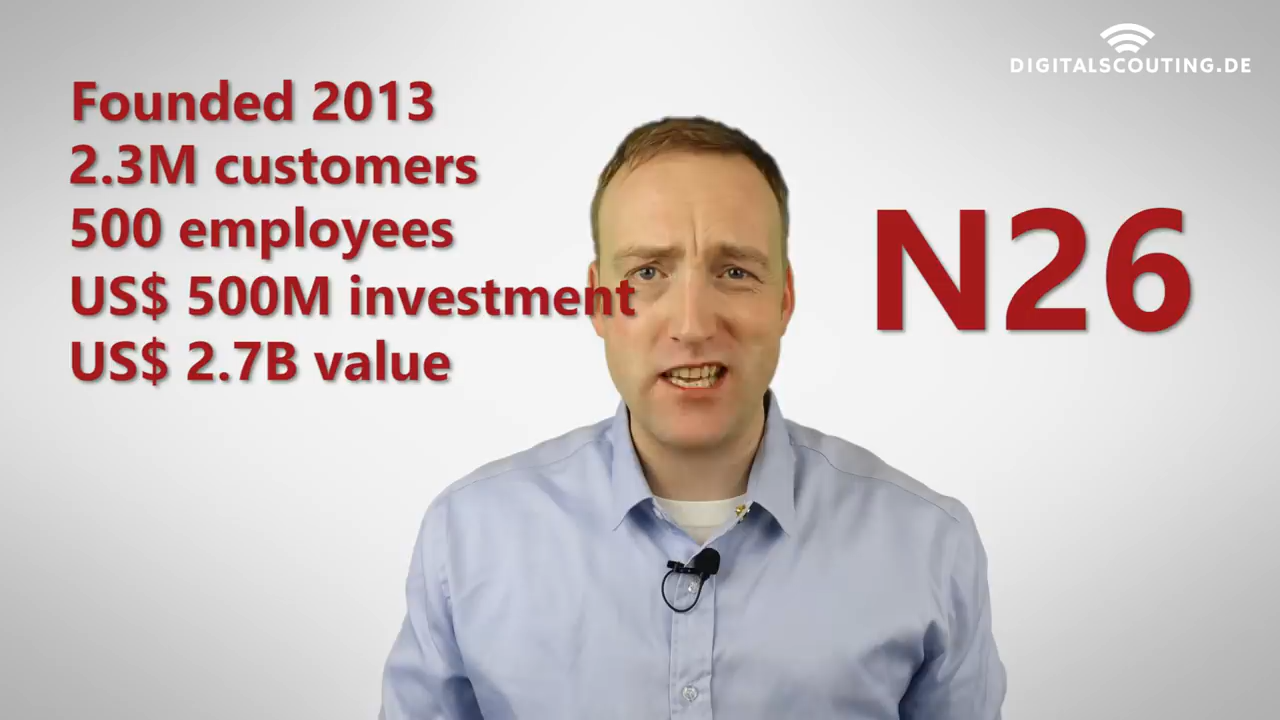 DIGITALSCOUTING.DE
Founded 2013
2.3M customers
500 employees
US$ 500M investment
US$ 2.7B value
N26